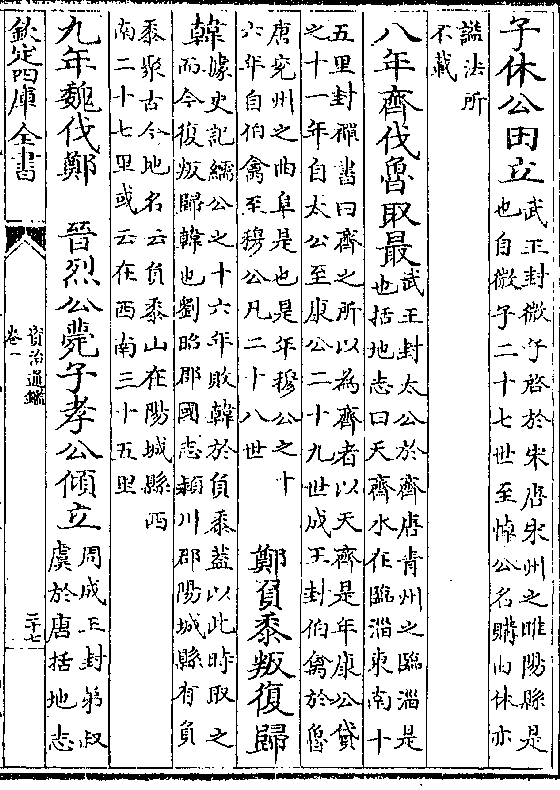 子休公田立
武王封微子啓於宋唐宋州之睢陽縣是
也自微子二十七世至悼公名購由休亦
諡法所
不載
八年齊伐魯取最
武王封太公於齊唐青州之臨淄是
也括地志曰天齊水在臨淄東南十
五里封禪書曰齊之所以為齊者以天齊是年康公貸
之十一年自太公至康公二十九世成王封伯禽於魯
唐兗州之曲阜是也是年穆公之十
六年自伯禽至穆公凡二十八世
鄭負黍叛復歸
韓
據史記繻公之十六年敗韓於負黍蓋以此時取之
而今復叛歸韓也劉昭郡國志潁川郡陽城縣有負
黍聚古今地名云負黍山在陽城縣西
南二十七里或云在西南三十五里
九年魏伐鄭　晉烈公薨子孝公傾立
周成王封弟叔
虞於唐括地志
欽定四庫全書
資治通鑑
卷一
二十七